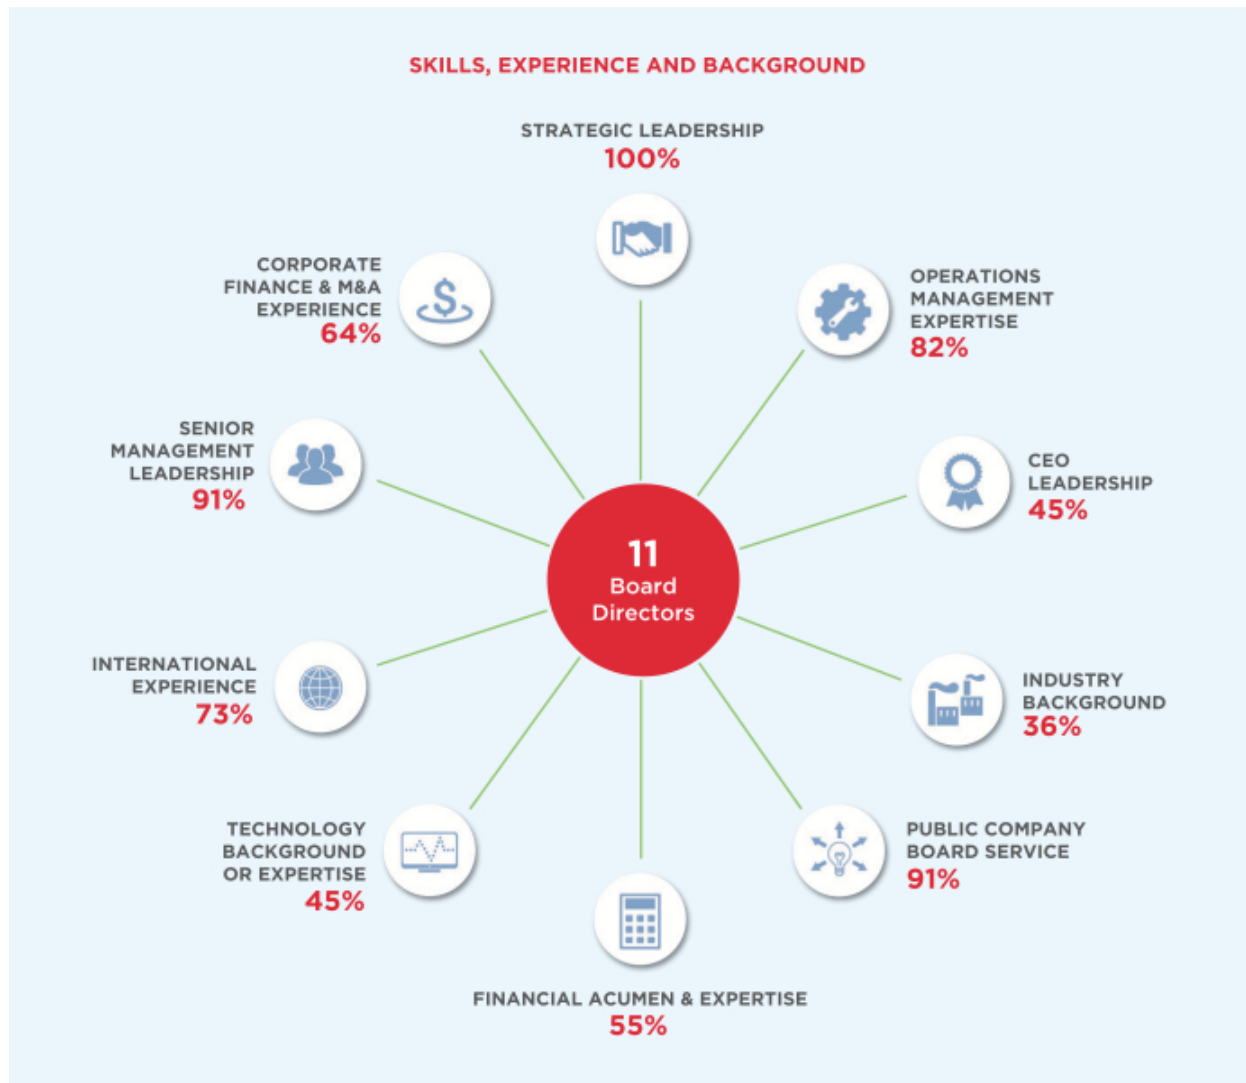 SKILLS, EXPERIENCE AND BACKGROUND
STRATEGIC LEADERSHIP
100%
OPERATIONS
MANAGEMENT
EXPERTISE
82%
CEO
LEADERSHIP
45%
INDUSTRY
BACKGROUND
36%
PUBLIC COMPANY
BOARD SERVICE
91%
FINANCIAL ACUMEN & EXPERTISE
55%
TECHNOLOGY
BACKGROUND
OR EXPERTISE
45%
INTERNATIONAL
EXPERIENCE
73%
SENIOR
MANAGEMENT
LEADERSHIP
91%
CORPORATE
FINANCE & M&A
EXPERIENCE
64%
$
11
Board
Directors